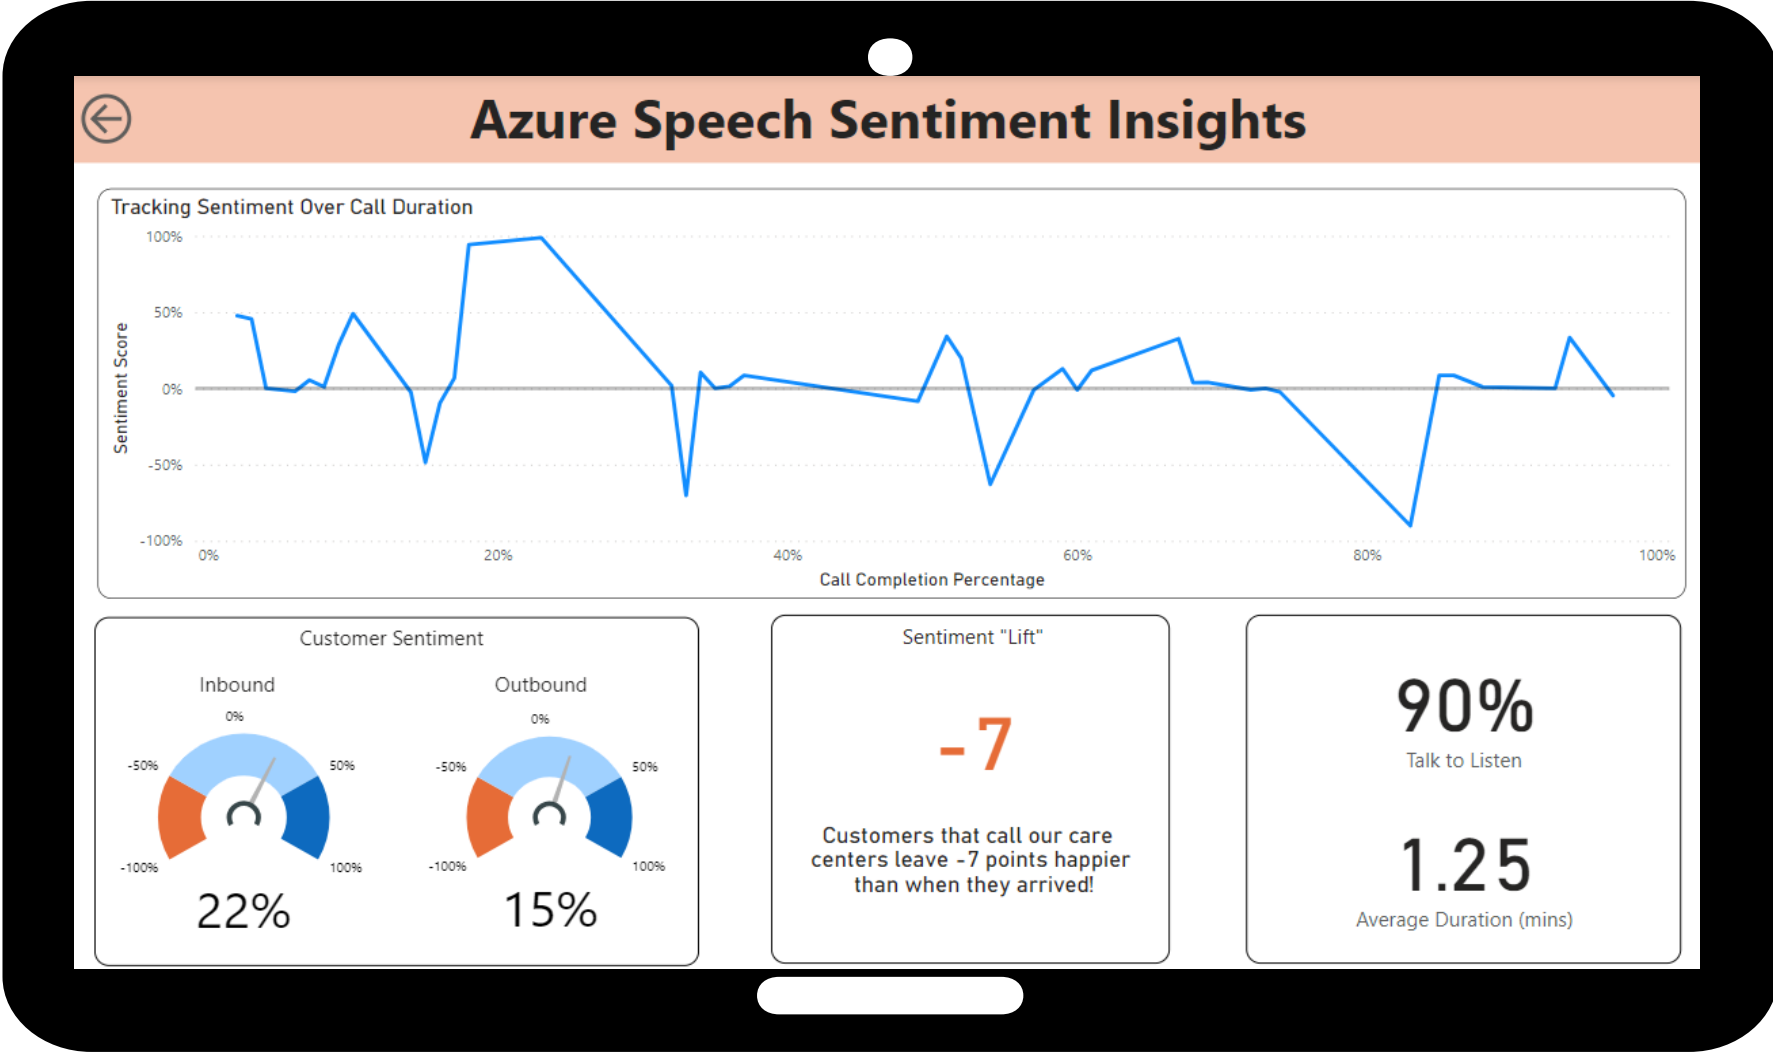 Azure Speech Sentiment Insights
Tracking Sentiment Over Call Duration
Sentiment Score
100%
50%
0%
-50%
-100%
0% 20% 40% 60% 80% 100%
Call Completion Percentage
Customer Sentiment
Inbound
0%
-50% 50%
-100% 100%
22%
Outbound
0%
-50% 50%
-100% 100%
15%
Sentiment "Lift"
-7
Customers that call our care
centers leave -7 points happier
than when they arrived!
90%
Talk to Listen
1.25
Average Duration (mins)